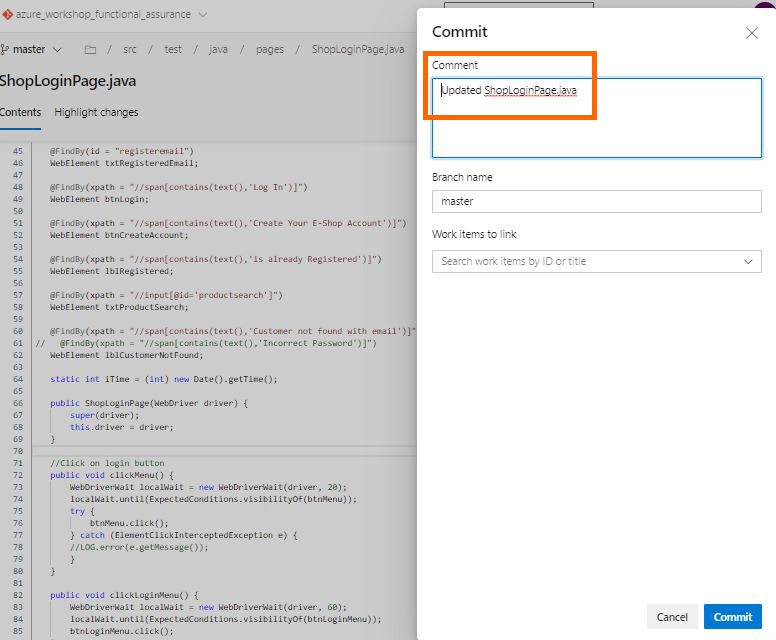 azure_workshop_functional_assurance
master / src / test / java / pages / ShopLoginPage.java
ShopLoginPage.java
Contents Highlight changes
45 @FindBy(id = "registeremail")
46 WebElement txtRegisteredEmail;
47
48 @FindBy(xpath = "//span[contains(text(),'Log In')]")
49 WebElement btnLogin;
50
51 @FindBy(xpath = "//span[contains(text(),'Create Your E-Shop Account')]")
52 WebElement btnCreateAccount;
53
54 @FindBy(xpath = "//span[contains(text(),'is already Registered')]")
55 WebElement lblRegistered;
56
57 @FindBy(xpath = "//input[@id='productsearch']")
58 WebElement txtProductSearch;
59
60 @FindBy(xpath = "//span[contains(text(),'Customer not found with email')]"
61 // @FindBy(xpath = "//span[contains(text(),'Incorrect Password')]")
62 WebElement lblCustomerNotFound;
63
64 static int iTime = (int) new Date().getTime();
65
66 public ShopLoginPage(WebDriver driver) {
67 super(driver);
68 this.driver = driver;
69 }
70
71 //Click on login button
72 public void clickMenu() {
73 WebDriverWait localWait = new WebDriverWait(driver, 20);
74 localWait.until(ExpectedConditions.visibilityOf(btnMenu));
75 try {
76 btnMenu.click();
77 } catch (ElementClickInterceptedException e) {
78 //LOG.error(e.getMessage());
79 }
80 }
81
82 public void clickLoginMenu() {
83 WebDriverWait localWait = new WebDriverWait(driver, 60);
84 localWait.until(ExpectedConditions.visibilityOf(btnLoginMenu));
85 btnLoginMenu.click();
Commit
Comment
Updated ShopLoginPage.java
Branch name
master
Work items to link
Search work items by ID or title
Cancel Commit